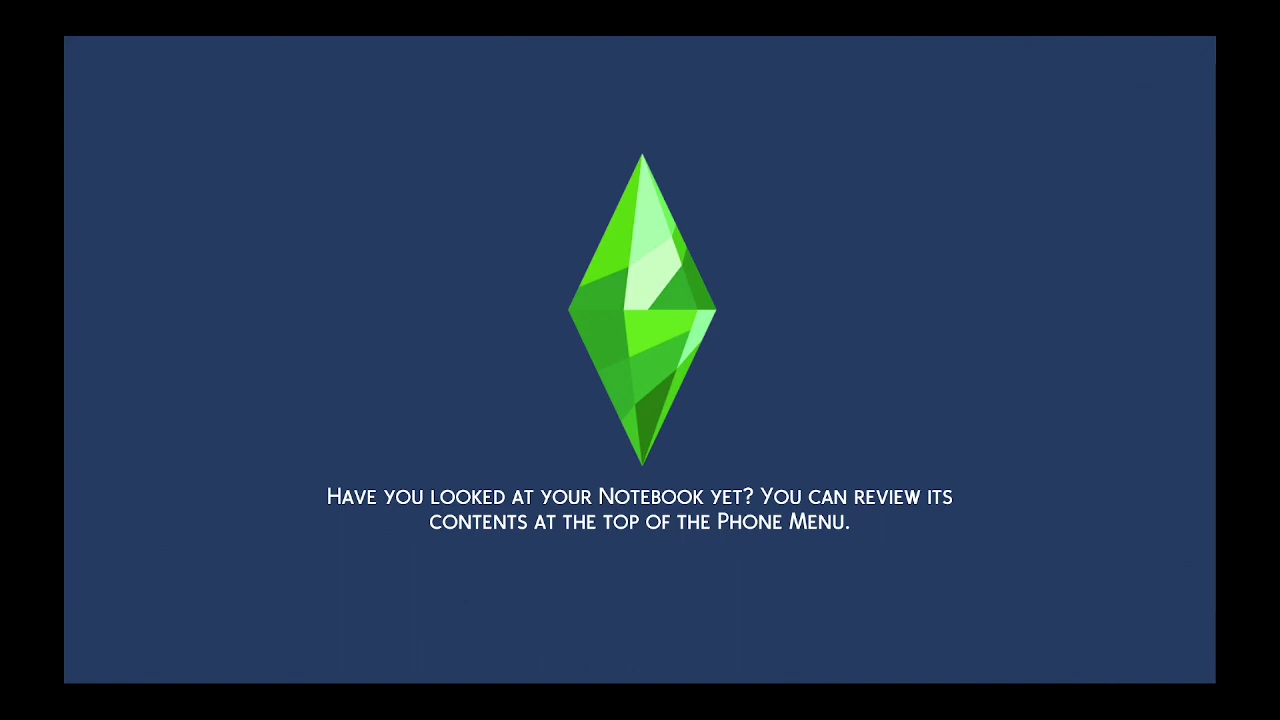 Have you looked at your Notebook yet? You can review its
contents at the top of the Phone Menu.